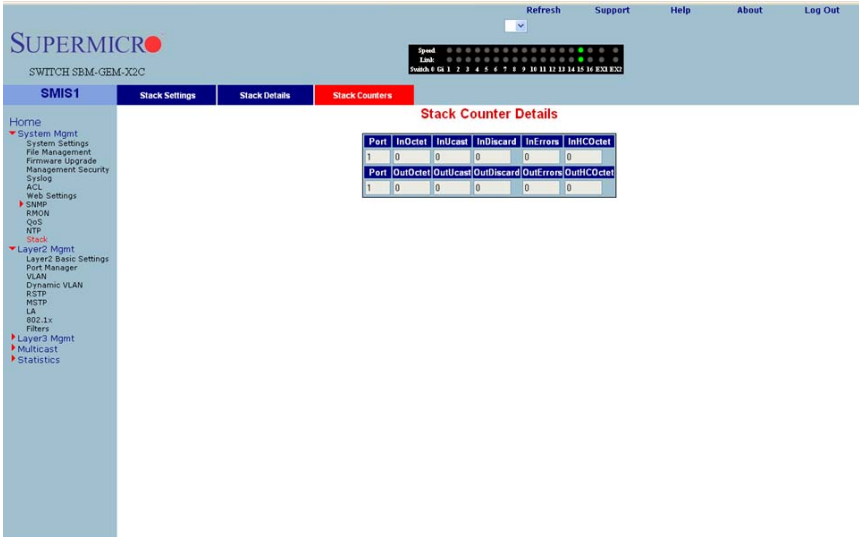 Refresh Support Help About Log Out
SUPERMICRO
SWITCH SBM-GEM-X2C
Speed
Link
Switch 0 Gi 1 2 3 4 5 6 7 8 9 10 11 12 13 14 15 16 EX1 EX2
SMIS1 Stack Settings Stack Details Stack Counters
Stack Counter Details
Port InOctet InUcast InDiscard InErrors InHCOctet
1 0 0 0 0 0
Port OutOctet OutUcast OutDiscard OutErrors OutHCOctet
1 0 0 0 0 0
Home
System Mgmt
System Settings
File Management
Firmware Upgrade
Management Security
Syslog
ACL
Web Settings
SNMP
RMON
QoS
NTP
Stack
Layer2 Mgmt
Layer2 Basic Settings
Port Manager
VLAN
Dynamic VLAN
RSTP
MSTP
LA
802.1x
Filters
Layer3 Mgmt
Multicast
Statistics